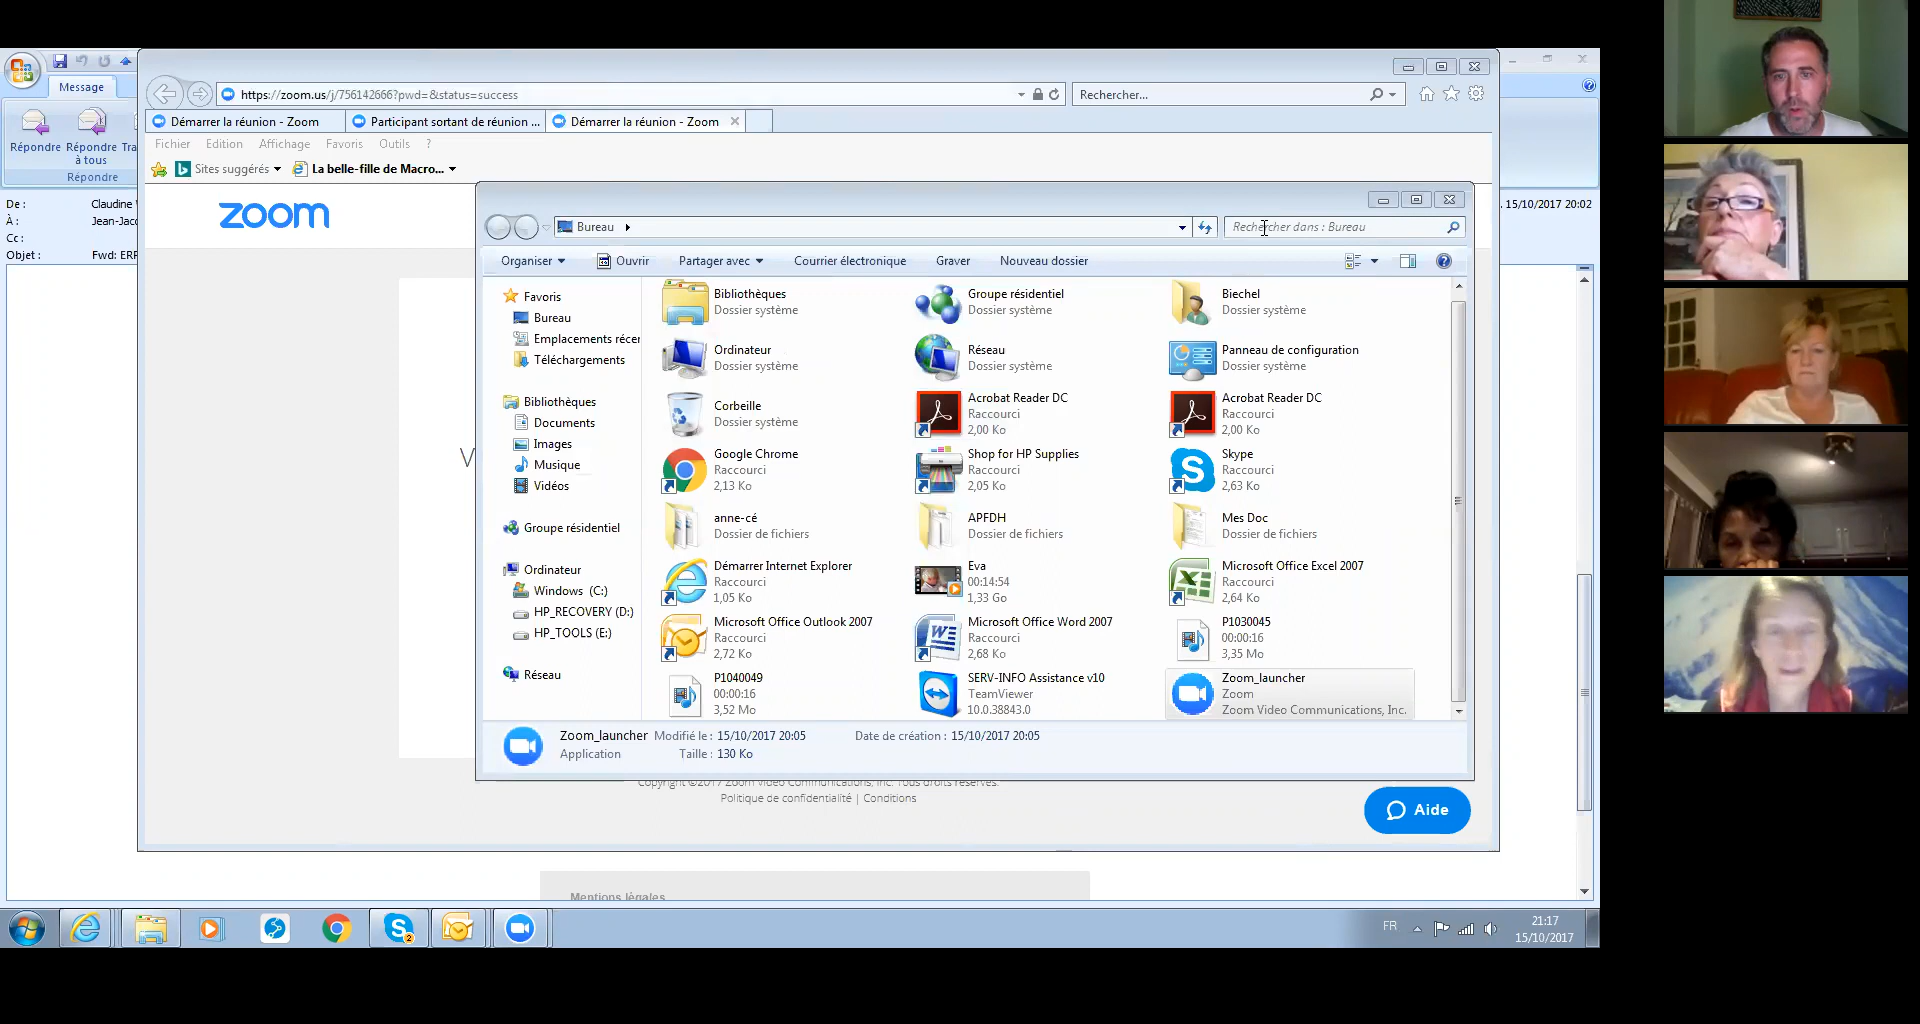 Message
https://zoom.us/j/756142666?pwd=&status=success
Rechercher...
Démarrer la réunion - Zoom
Participant sortant de réunion ...
Démarrer la réunion - Zoom
Fichier Edition Affichage Favoris Outils ?
Sites suggérés
La belle-fille de Macro...
Répondre
Répondre à tous
Tra
Répondre
De : Claudine
À : Jean-Jac
Cc :
Objet : Fwd: ERF
15/10/2017 20:02
zoom
V
Bureau
Rechercher dans : Bureau
Organiser Ouvrir Partager avec Courrier électronique Graver Nouveau dossier
Favoris
Bureau
Emplacements récer
Téléchargements
Bibliothèques
Documents
Images
Musique
Vidéos
Groupe résidentiel
Ordinateur
Windows (C:)
HP_RECOVERY (D:)
HP_TOOLS (E:)
Réseau
Bibliothèques
Dossier système
Groupe résidentiel
Dossier système
Biechel
Dossier système
Ordinateur
Dossier système
Réseau
Dossier système
Panneau de configuration
Dossier système
Corbeille
Dossier système
Acrobat Reader DC
Raccourci
2,00 Ko
Acrobat Reader DC
Raccourci
2,00 Ko
Google Chrome
Raccourci
2,13 Ko
Shop for HP Supplies
Raccourci
2,05 Ko
Skype
Raccourci
2,63 Ko
anne-cé
Dossier de fichiers
APFDH
Dossier de fichiers
Mes Doc
Dossier de fichiers
Démarrer Internet Explorer
Raccourci
1,05 Ko
Eva
00:14:54
1,33 Go
Microsoft Office Excel 2007
Raccourci
2,64 Ko
Microsoft Office Outlook 2007
Raccourci
2,72 Ko
Microsoft Office Word 2007
Raccourci
2,68 Ko
P1030045
00:00:16
3,35 Mo
P1040049
00:00:16
3,52 Mo
SERV-INFO Assistance v10
TeamViewer
10.0.38843.0
Zoom_launcher
Zoom
Zoom Video Communications, Inc.
Zoom_launcher Modifié le : 15/10/2017 20:05 Date de création : 15/10/2017 20:05
Application Taille : 130 Ko
Copyright ©2017 Zoom Video Communications, Inc. Tous droits réservés.
Politique de confidentialité | Conditions
Aide
Mentions légales
FR
21:17
15/10/2017